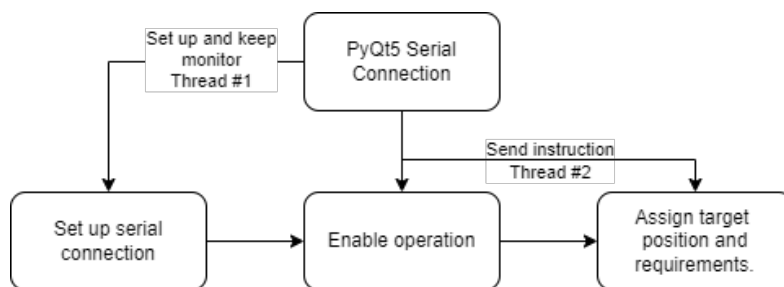 Set up and keep
monitor
Thread #1
PyQt5 Serial
Connection
Send instruction
Thread #2
Set up serial
connection
Enable operation
Assign target
position and
requirements.